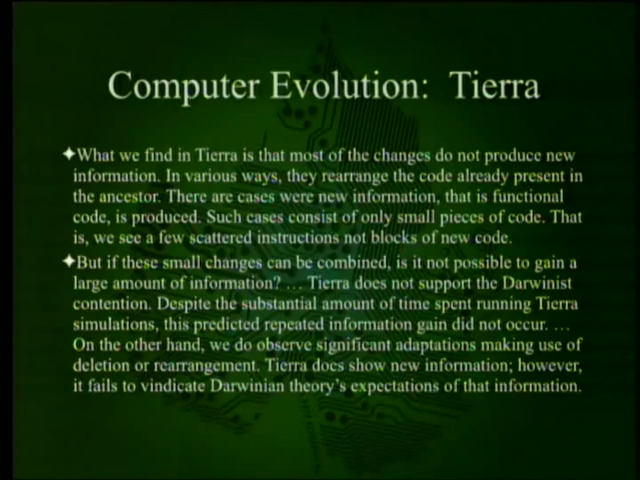 Computer Evolution: Tierra
✦What we find in Tierra is that most of the changes do not produce new
information. In various ways, they rearrange the code already present in
the ancestor. There are cases were new information, that is functional
code, is produced. Such cases consist of only small pieces of code. That
is, we see a few scattered instructions not blocks of new code.
✦But if these small changes can be combined, is it not possible to gain a
large amount of information? … Tierra does not support the Darwinist
contention. Despite the substantial amount of time spent running Tierra
simulations, this predicted repeated information gain did not occur. …
On the other hand, we do observe significant adaptations making use of
deletion or rearrangement. Tierra does show new information; however,
it fails to vindicate Darwinian theory's expectations of that information.